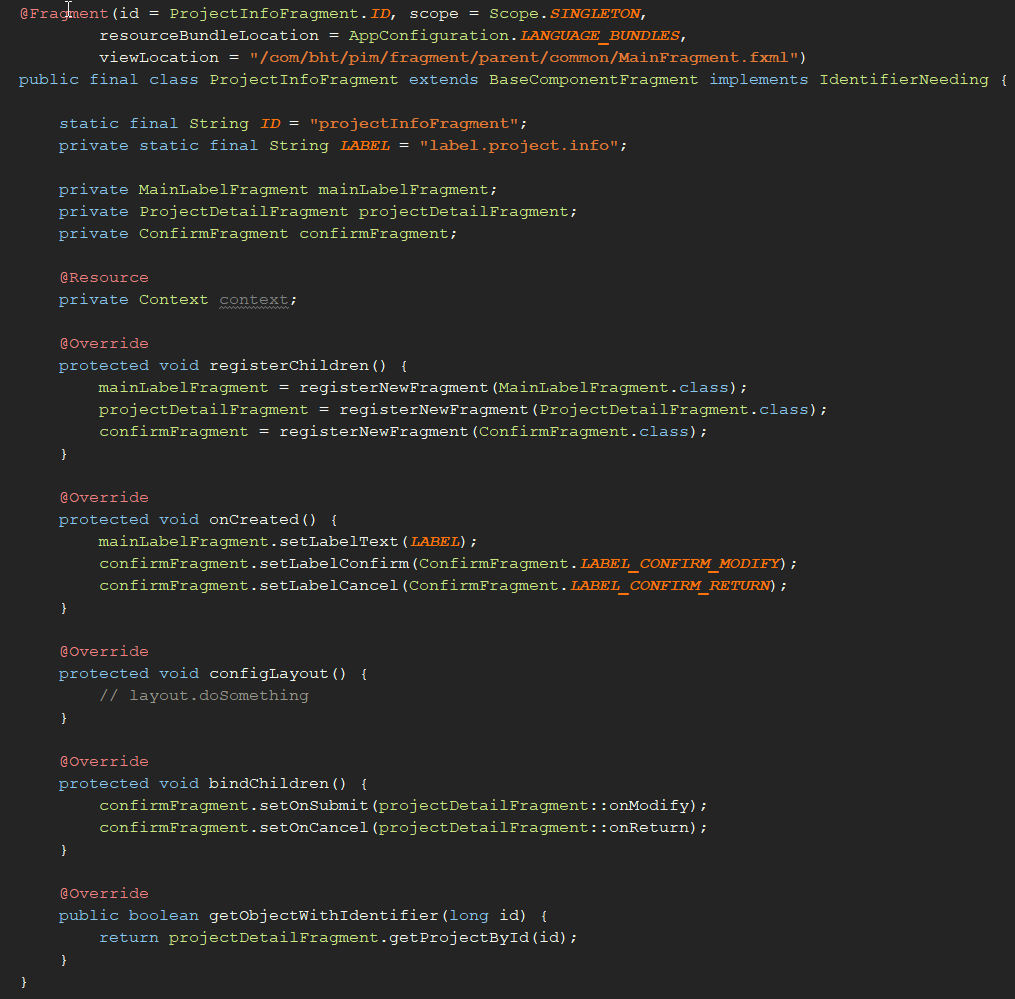 @Fragment(id = ProjectInfoFragment.ID, scope = Scope.SINGLETON,
        resourceBundleLocation = AppConfiguration.LANGUAGE_BUNDLES,
        viewLocation = "/com/bht/pim/fragment/parent/common/MainFragment.fxml")
public final class ProjectInfoFragment extends BaseComponentFragment implements IdentifierNeeding {

    static final String ID = "projectInfoFragment";
    private static final String LABEL = "label.project.info";

    private MainLabelFragment mainLabelFragment;
    private ProjectDetailFragment projectDetailFragment;
    private ConfirmFragment confirmFragment;

    @Resource
    private Context context;

    @Override
    protected void registerChildren() {
        mainLabelFragment = registerNewFragment(MainLabelFragment.class);
        projectDetailFragment = registerNewFragment(ProjectDetailFragment.class);
        confirmFragment = registerNewFragment(ConfirmFragment.class);
    }

    @Override
    protected void onCreated() {
        mainLabelFragment.setLabelText(LABEL);
        confirmFragment.setLabelConfirm(ConfirmFragment.LABEL_CONFIRM_MODIFY);
        confirmFragment.setLabelCancel(ConfirmFragment.LABEL_CONFIRM_RETURN);
    }

    @Override
    protected void configLayout() {
        // layout.doSomething
    }

    @Override
    protected void bindChildren() {
        confirmFragment.setOnSubmit(projectDetailFragment::onModify);
        confirmFragment.setOnCancel(projectDetailFragment::onReturn);
    }

    @Override
    public boolean getObjectWithIdentifier(long id) {
        return projectDetailFragment.getProjectById(id);
    }
}